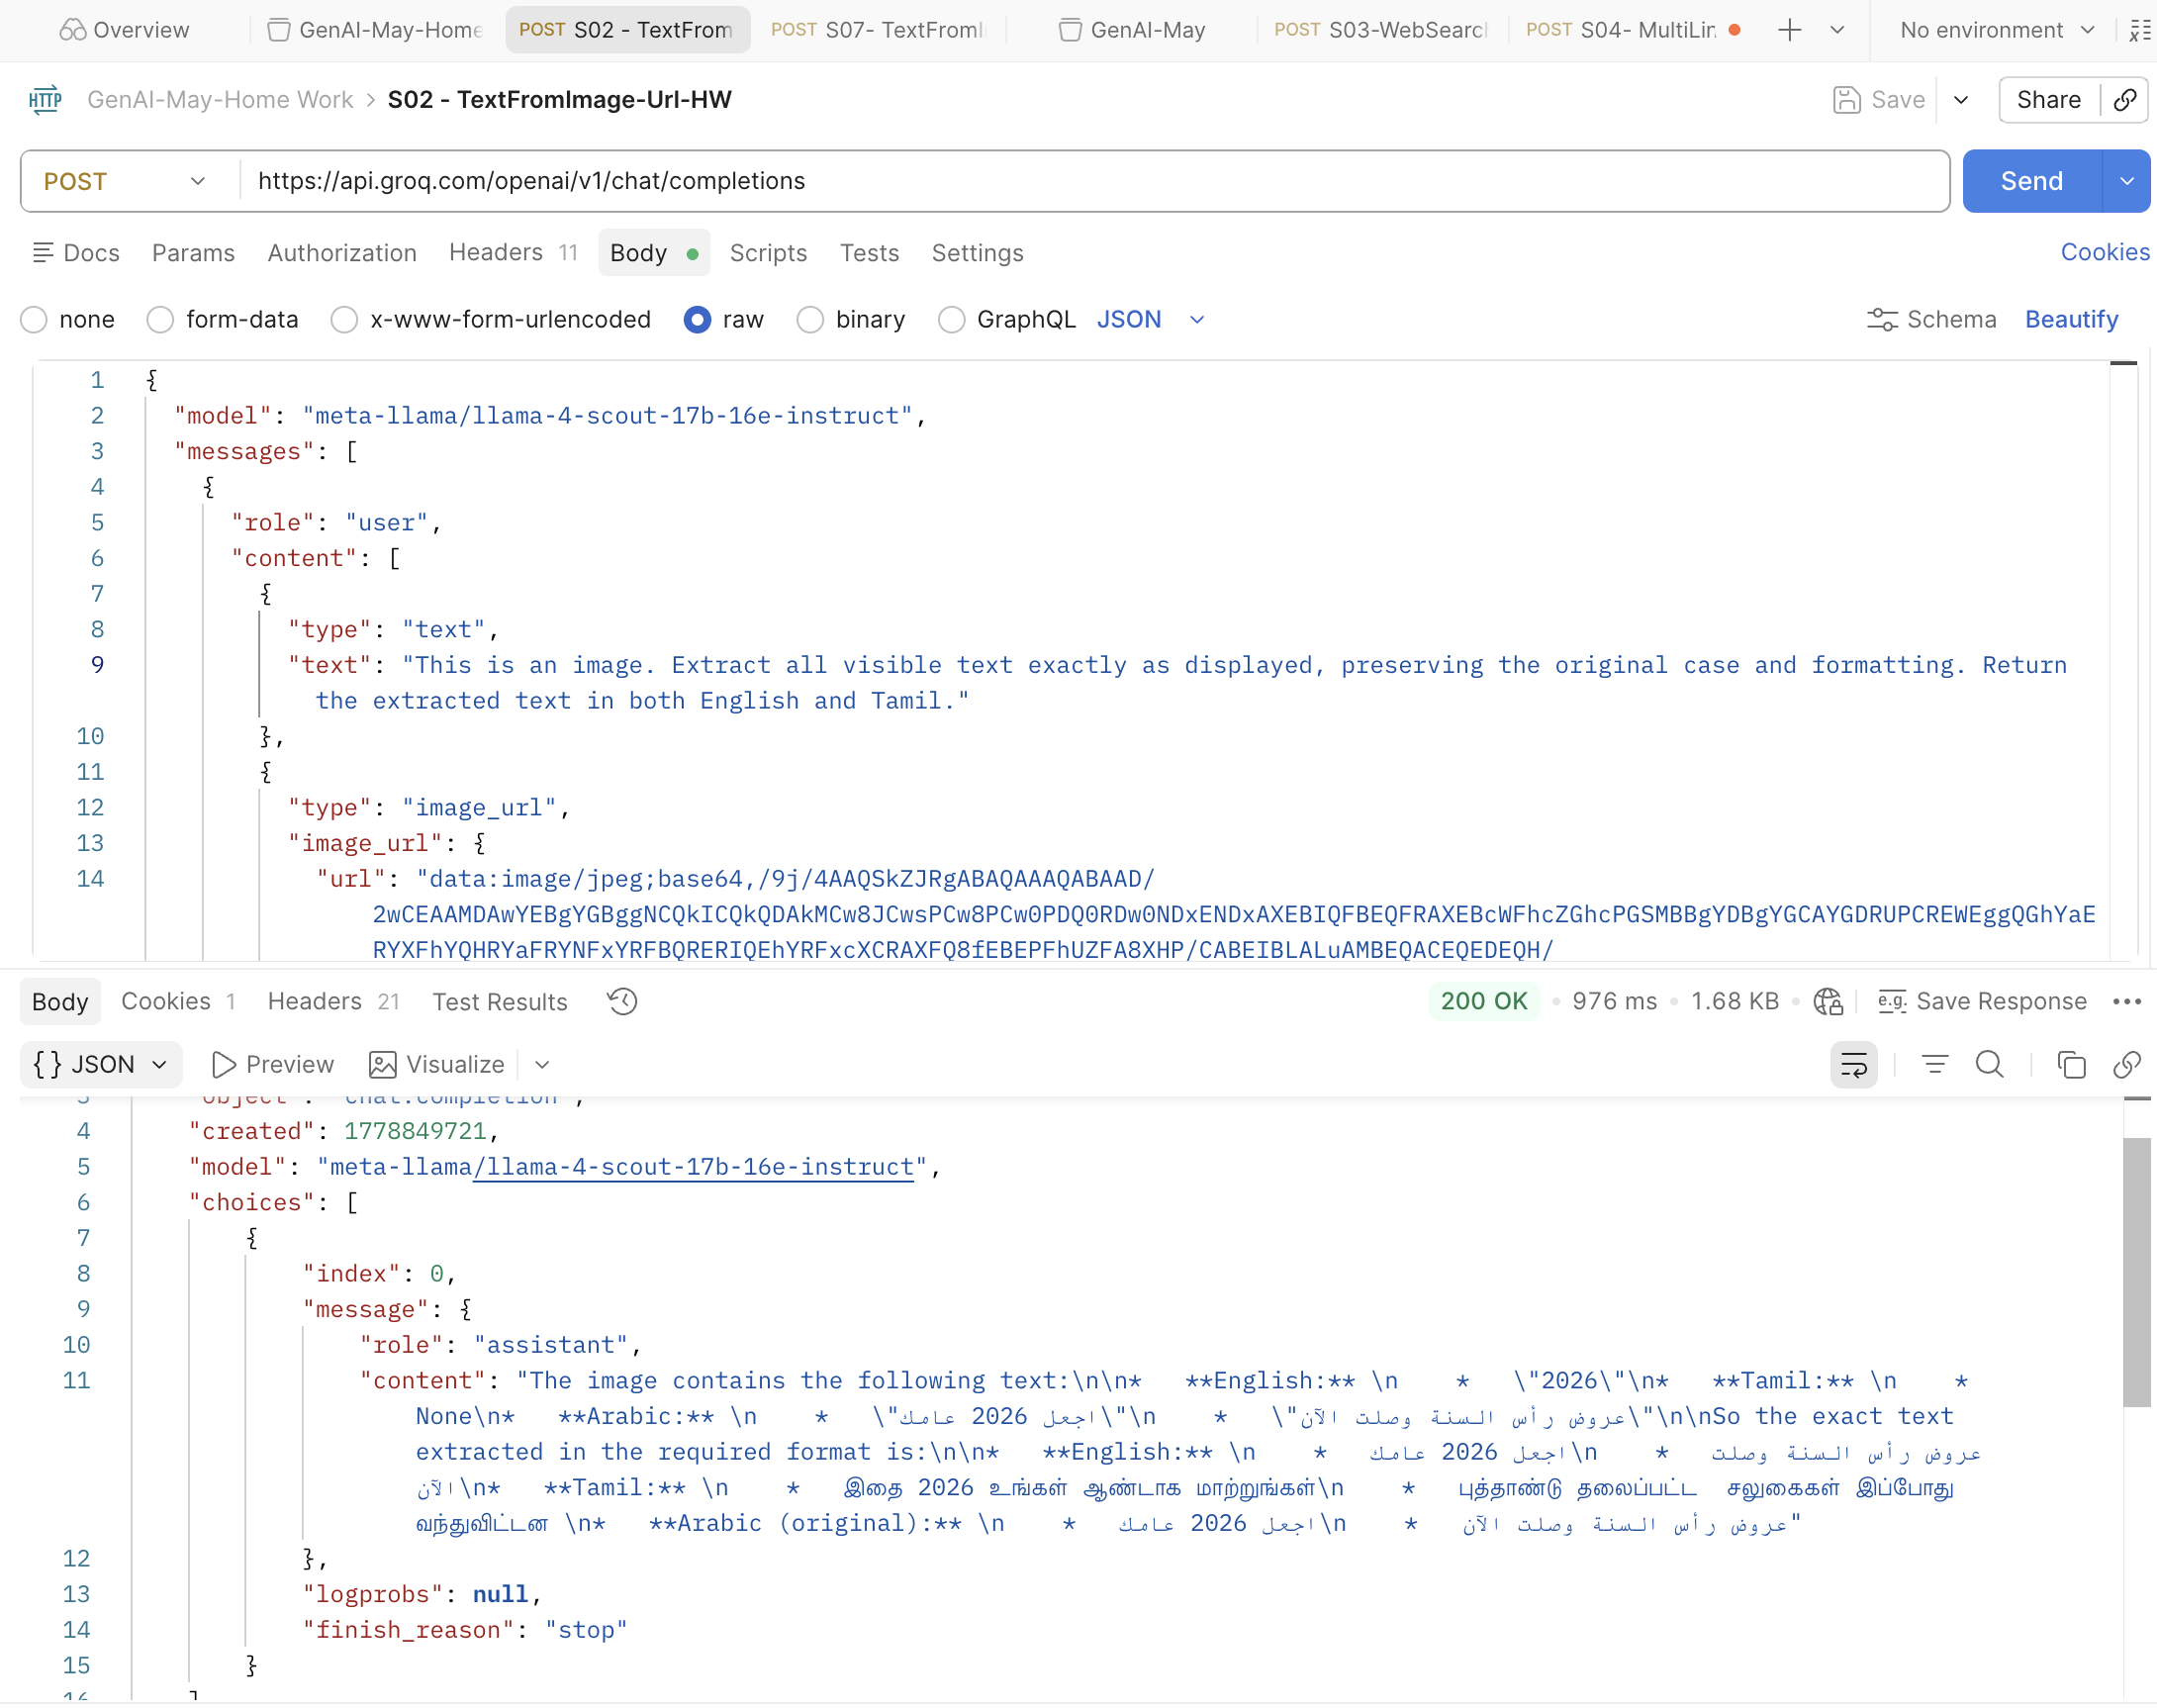 Overview
GenAI-May-Home
POST S02 - TextFrom
POST S07- TextFromI
GenAI-May
POST S03-WebSearch
POST S04- MultiLin
No environment
HTTP
GenAI-May-Home Work > S02 - TextFromImage-Url-HW
Save
Share
POST
https://api.groq.com/openai/v1/chat/completions
Send
Docs
Params
Authorization
Headers 11
Body
Scripts
Tests
Settings
Cookies
none
form-data
x-www-form-urlencoded
raw
binary
GraphQL
JSON
Schema
Beautify
1 {
2 "model": "meta-llama/llama-4-scout-17b-16e-instruct",
3 "messages": [
4 {
5 "role": "user",
6 "content": [
7 {
8 "type": "text",
9 "text": "This is an image. Extract all visible text exactly as displayed, preserving the original case and formatting. Return
the extracted text in both English and Tamil."
10 },
11 {
12 "type": "image_url",
13 "image_url": {
14 "url": "data:image/jpeg;base64,/9j/4AAQSkZJRgABAQAAAQABAAD/
2wCEAAMDAwYEBgYGBggNCQkICQkQDAkMCw8JCwsPCw8PCw0PDQ0RDw0NDxENDxAXEBIQFBEQFRAXEBcWFhcZGhcPGSMBBgYDBgYGCAYGDRUPCREWEggQGhYaE
RYXFhYQHRYaFRYNFxYRFBQRERIQEhYRFxcXCRAXFQ8fEBEPFhUZFA8XHP/CABEIBLALuAMBEQACEQEDEQH/
Body
Cookies 1
Headers 21
Test Results
200 OK
976 ms
1.68 KB
e.g. Save Response
{} JSON
Preview
Visualize
3 "object": "chat.completion",
4 "created": 1778849721,
5 "model": "meta-llama/llama-4-scout-17b-16e-instruct",
6 "choices": [
7 {
8 "index": 0,
9 "message": {
10 "role": "assistant",
11 "content": "The image contains the following text:\n\n* **English:** \n * \"2026\"\n* **Tamil:** \n *
None\n* **Arabic:** \n * \"اجعل 2026 عامك\"\n * \"عروض رأس السنة وصلت الآن\"\n\nSo the exact text
extracted in the required format is:\n\n* **English:** \n * اجعل 2026 عامك\n * عروض رأس السنة وصلت
الآن\n* **Tamil:** \n * இதை 2026 உங்கள் ஆண்டாக மாற்றுங்கள்\n * புத்தாண்டு தலைப்பட்ட சலுகைகள் இப்போது
வந்துவிட்டன \n* **Arabic (original):** \n * اجعل 2026 عامك\n * عروض رأس السنة وصلت الآن"
12 },
13 "logprobs": null,
14 "finish_reason": "stop"
15 }
16 ]